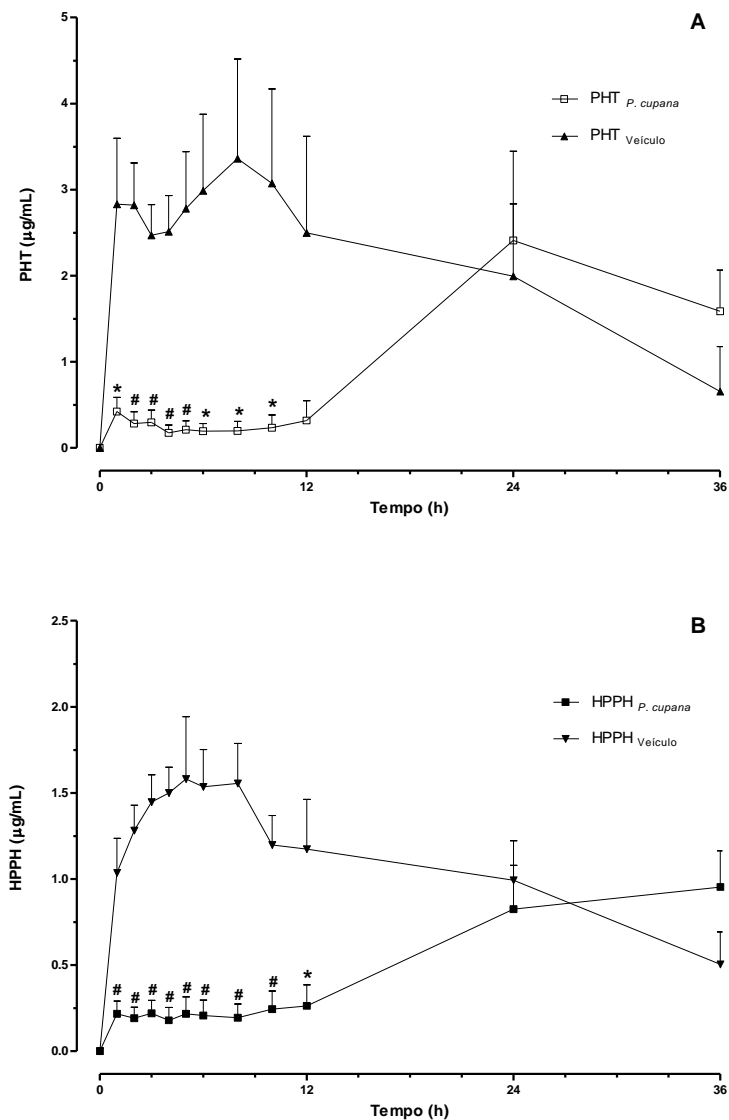 A
5
4
3
2
1
0
PHT (µg/mL)
PHT P. cupana
PHT Veículo
* # # # # * * *
0 12 24 36
Tempo (h)
B
2.5
2.0
1.5
1.0
0.5
0.0
HPPH (µg/mL)
HPPH P. cupana
HPPH Veículo
# # # # # # # # *
0 12 24 36
Tempo (h)